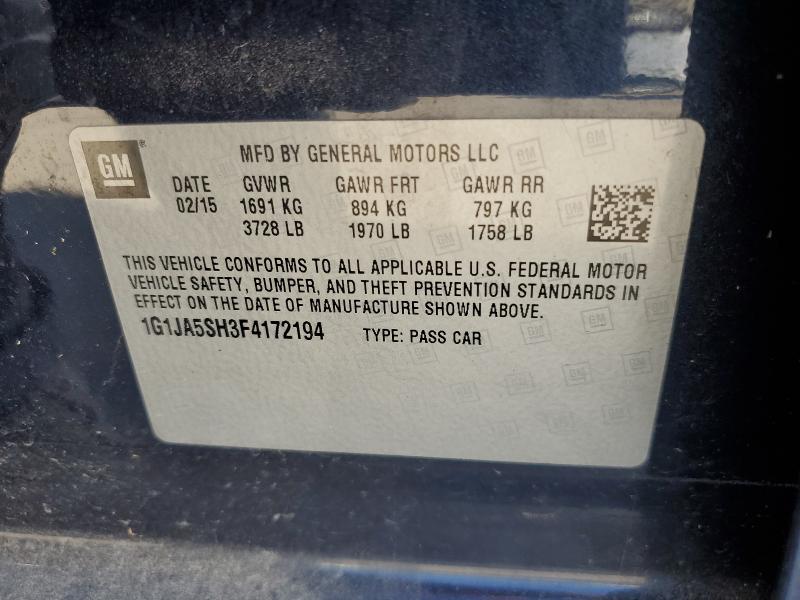 GM
MFD BY GENERAL MOTORS LLC
DATE GVWR GAWR FRT GAWR RR
02/15 1691 KG 894 KG 797 KG
3728 LB 1970 LB 1758 LB
THIS VEHICLE CONFORMS TO ALL APPLICABLE U.S. FEDERAL MOTOR
VEHICLE SAFETY, BUMPER, AND THEFT PREVENTION STANDARDS IN
EFFECT ON THE DATE OF MANUFACTURE SHOWN ABOVE.
1G1JA5SH3F4172194 TYPE: PASS CAR